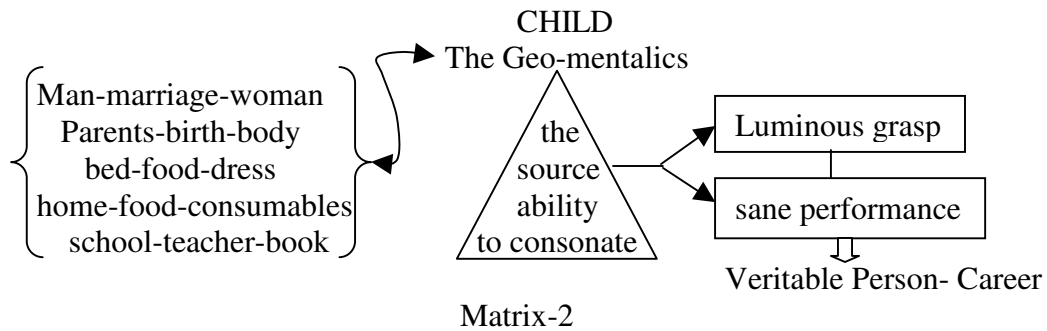 CHILD
The Geo-mentalics
Man-marriage-woman
Parents-birth-body
bed-food-dress
home-food-consumables
school-teacher-book
the
source
ability
to consonate
Luminous grasp
sane performance
Veritable Person- Career
Matrix-2